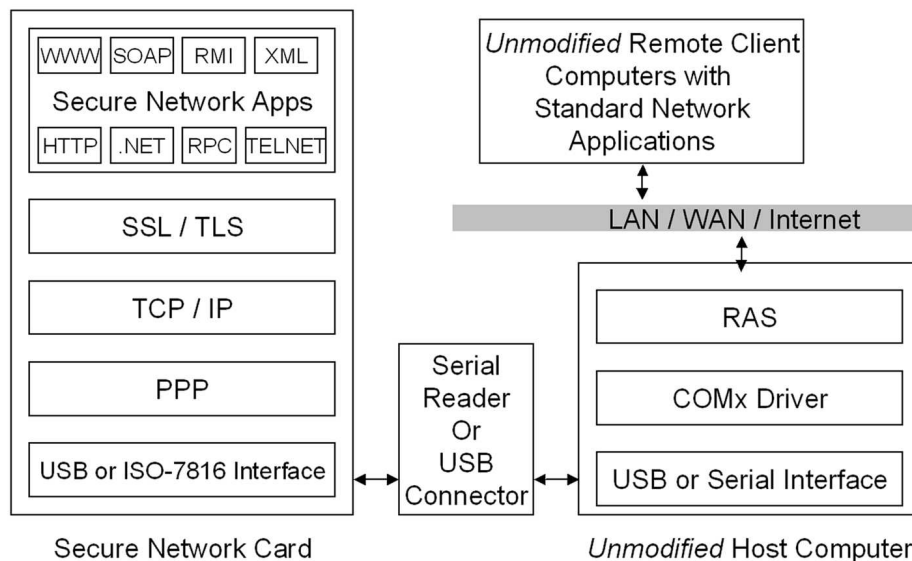 WWW SOAP RMI XML
Secure Network Apps
HTTP .NET RPC TELNET
SSL / TLS
TCP / IP
PPP
USB or ISO-7816 Interface
Secure Network Card
Serial
Reader
Or
USB
Connector
Unmodified Remote Client
Computers with
Standard Network
Applications
LAN / WAN / Internet
RAS
COMx Driver
USB or Serial Interface
Unmodified Host Computer